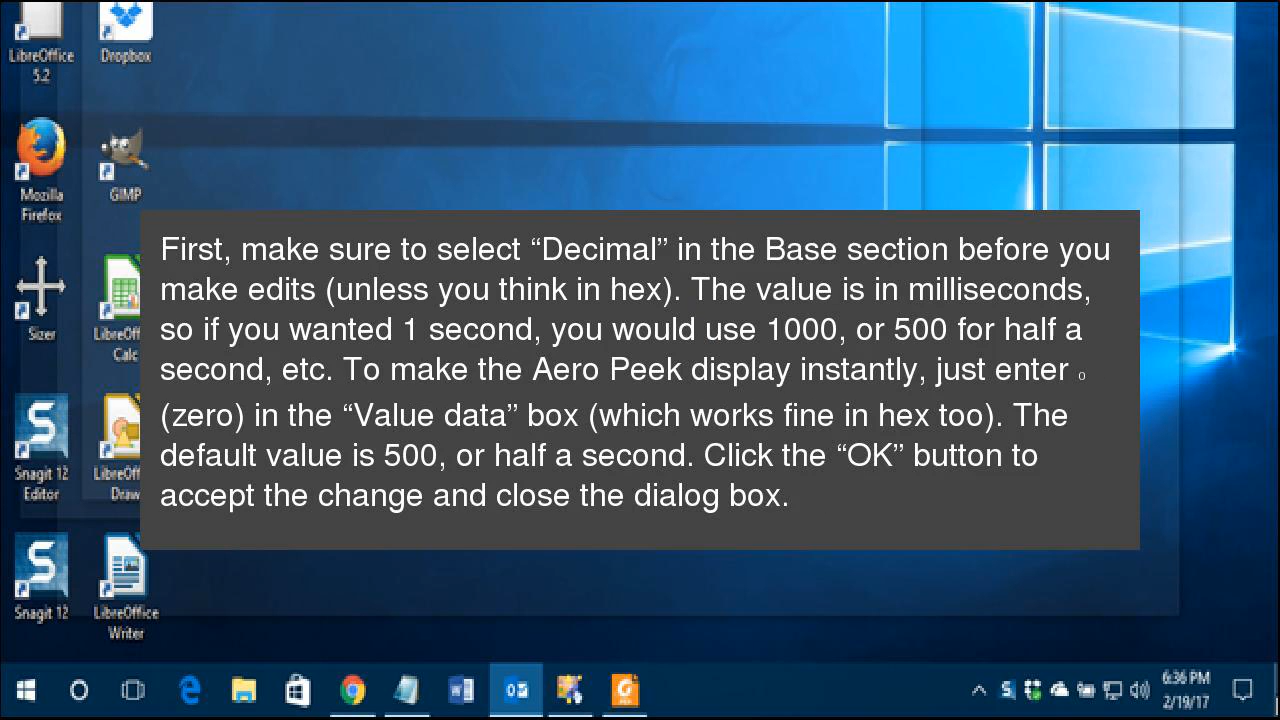 LibreOffice
5.2
Dropbox
Mozilla
Firefox
GIMP
First, make sure to select “Decimal” in the Base section before you
make edits (unless you think in hex). The value is in milliseconds,
so if you wanted 1 second, you would use 1000, or 500 for half a
second, etc. To make the Aero Peek display instantly, just enter 0
(zero) in the “Value data” box (which works fine in hex too). The
default value is 500, or half a second. Click the “OK” button to
accept the change and close the dialog box.
Sizer
Calc
Snagit 12
Editor
Snagit 12
LibreOffice
Writer
6:36 PM
2/19/17